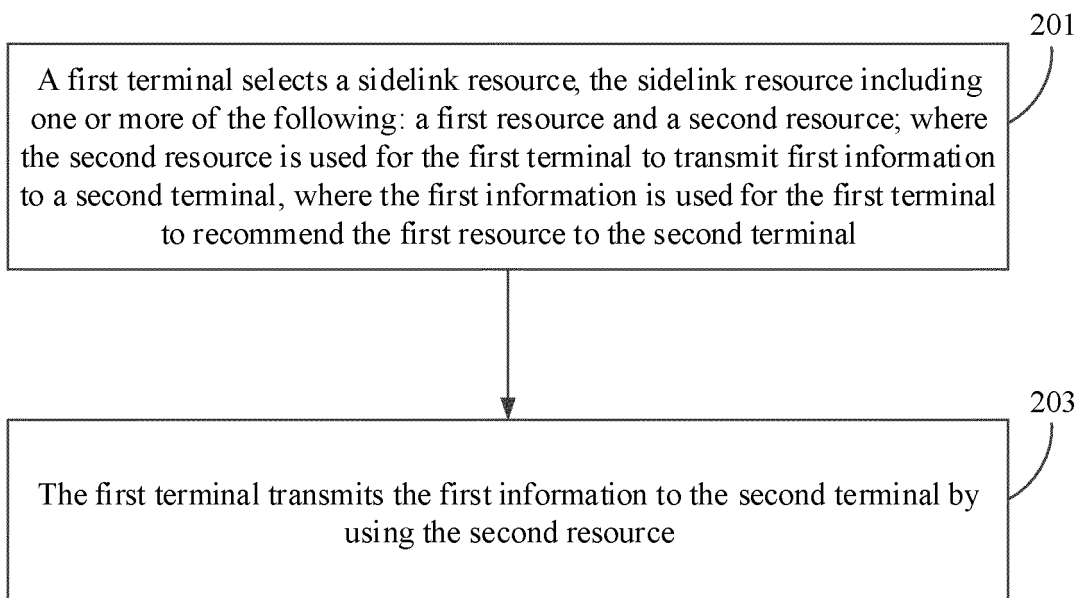 201
A first terminal selects a sidelink resource, the sidelink resource including
one or more of the following: a first resource and a second resource; where
the second resource is used for the first terminal to transmit first information
to a second terminal, where the first information is used for the first terminal
to recommend the first resource to the second terminal
203
The first terminal transmits the first information to the second terminal by
using the second resource